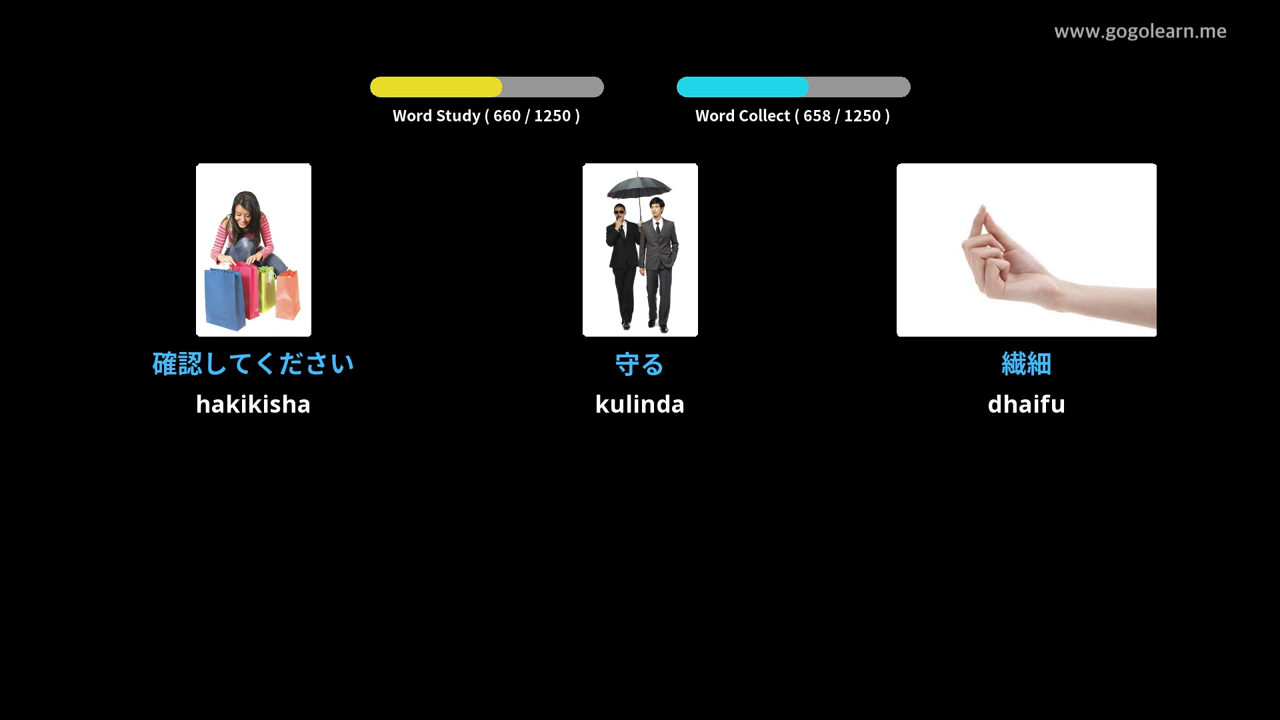 www.gogolearn.me
Word Study ( 660 / 1250 )
Word Collect ( 658 / 1250 )
確認してください
守る
繊細
hakikisha
kulinda
dhaifu